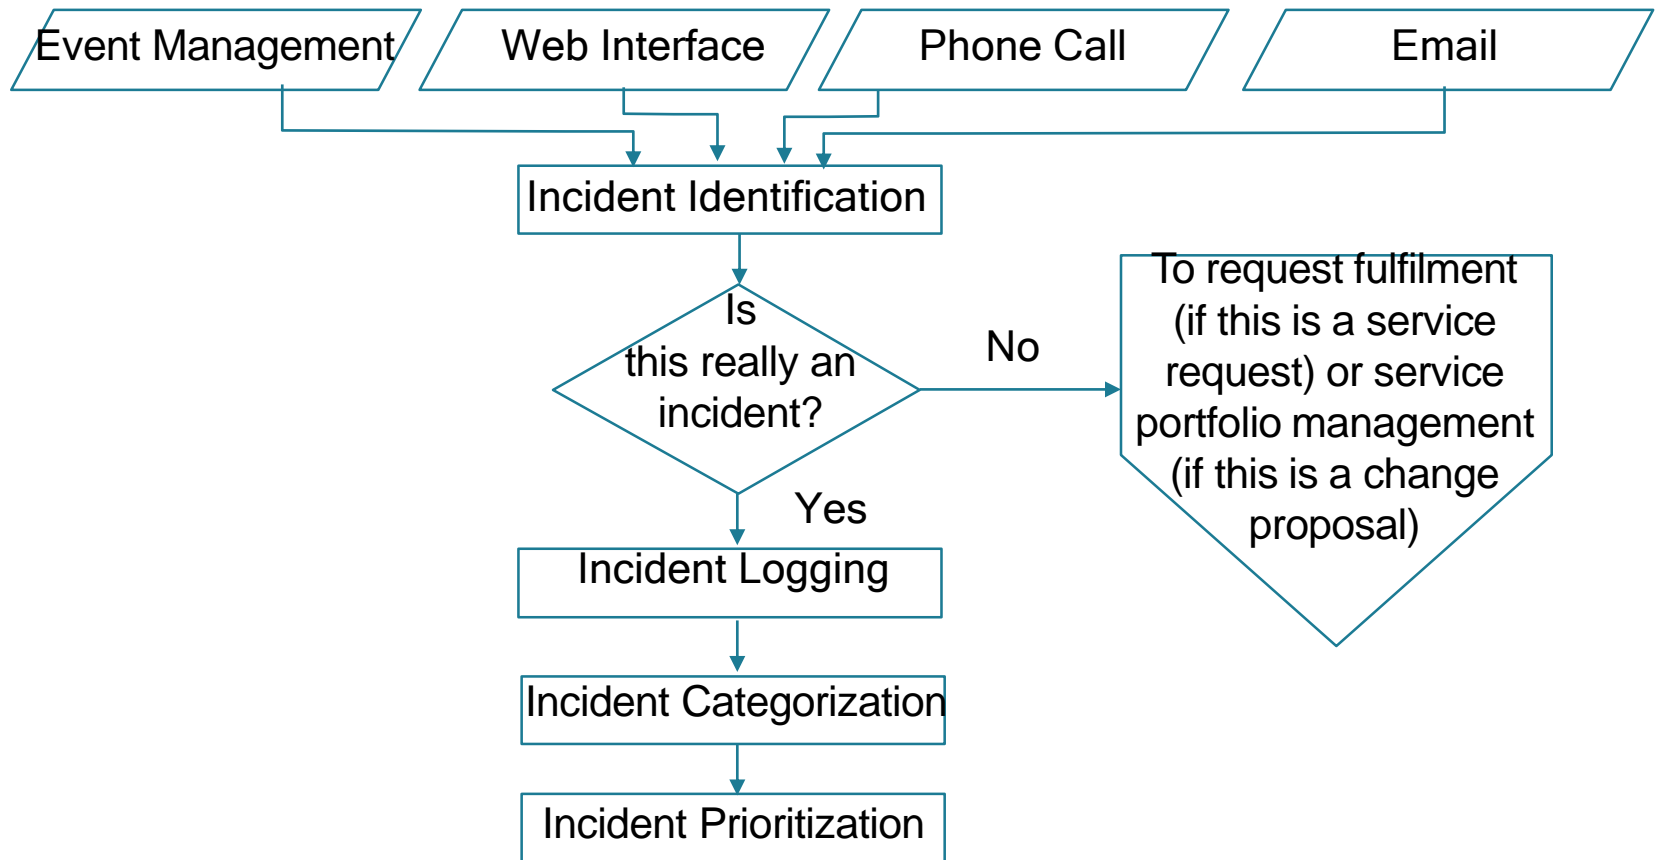 Event Management
Web Interface
Phone Call
Email
Incident Identification
Is
this really an
incident?
No
To request fulfilment
(if this is a service
request) or service
portfolio management
(if this is a change
proposal)
Yes
Incident Logging
Incident Categorization
Incident Prioritization